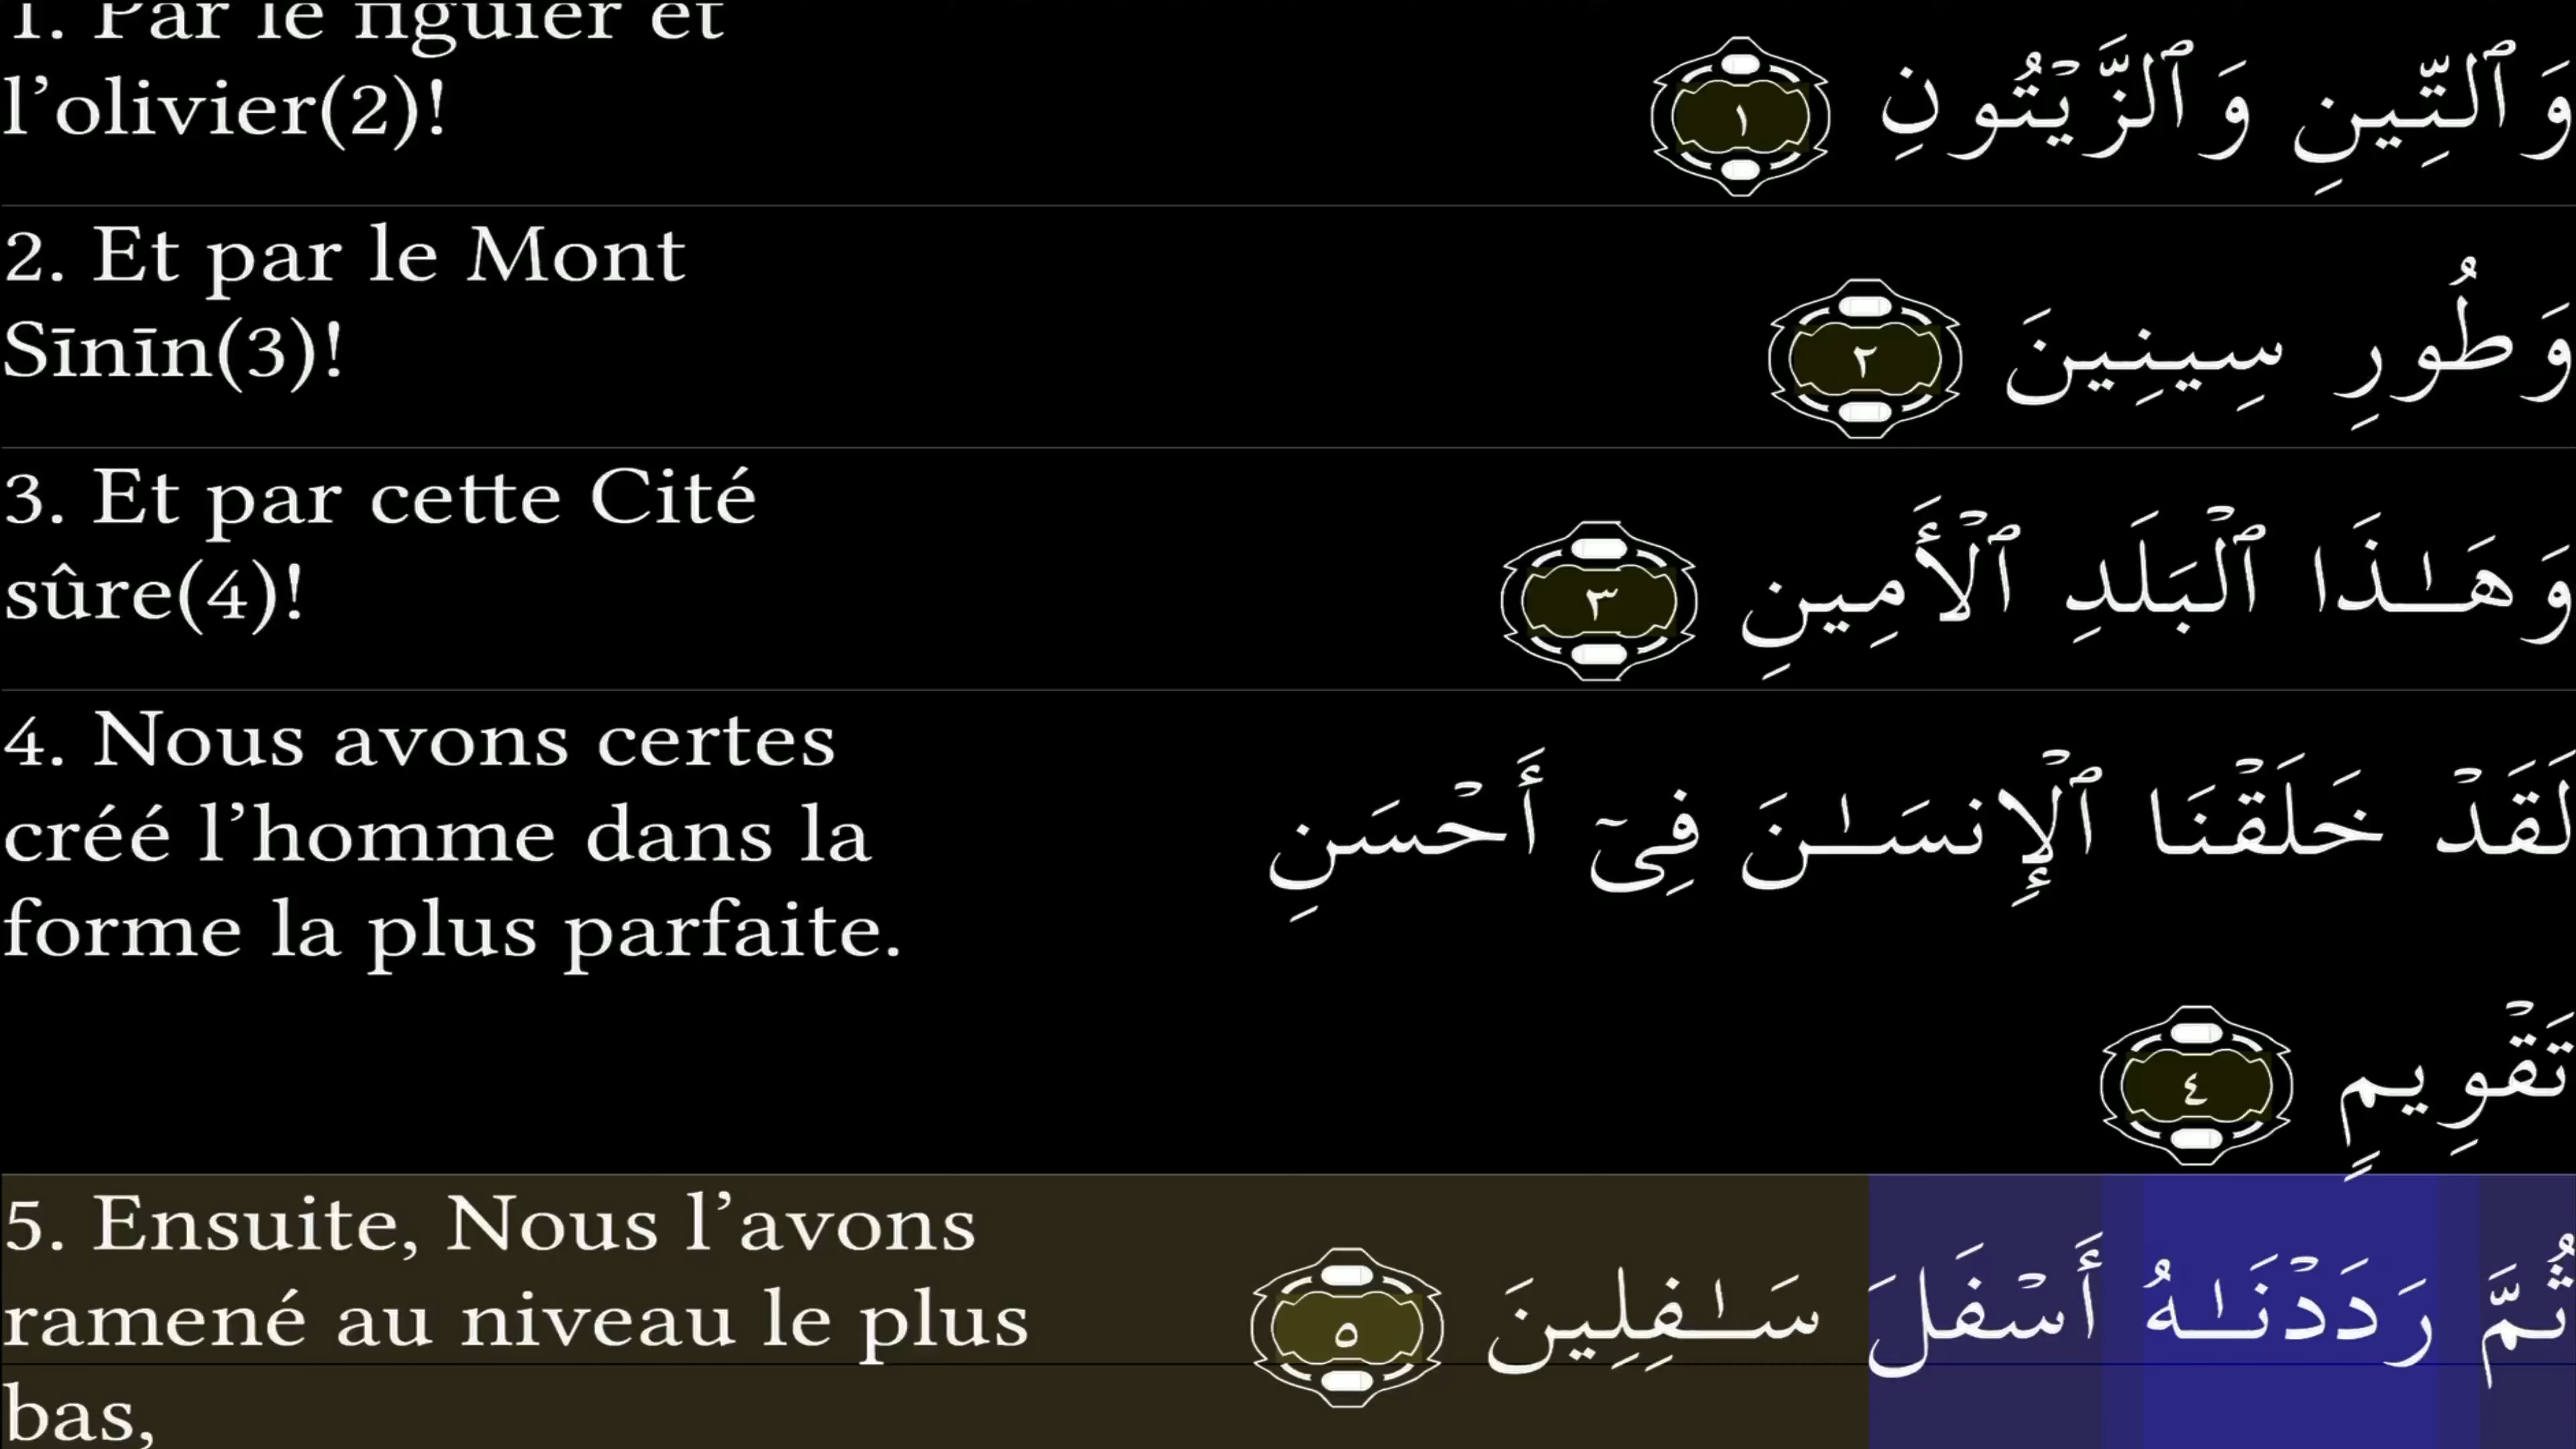 1. Par le figuier et
l’olivier(2)!
وَٱلتِّينِ وَٱلزَّيْتُونِ ١
2. Et par le Mont
Sīnīn(3)!
وَطُورِ سِينِينَ ٢
3. Et par cette Cité
sûre(4)!
وَهَـٰذَا ٱلْبَلَدِ ٱلْأَمِينِ ٣
4. Nous avons certes
créé l’homme dans la
forme la plus parfaite.
لَقَدْ خَلَقْنَا ٱلْإِنسَـٰنَ فِىٓ أَحْسَنِ
تَقْوِيمٍ ٤
5. Ensuite, Nous l’avons
ramené au niveau le plus
bas,
ثُمَّ رَدَدْنَـٰهُ أَسْفَلَ سَـٰفِلِينَ ٥